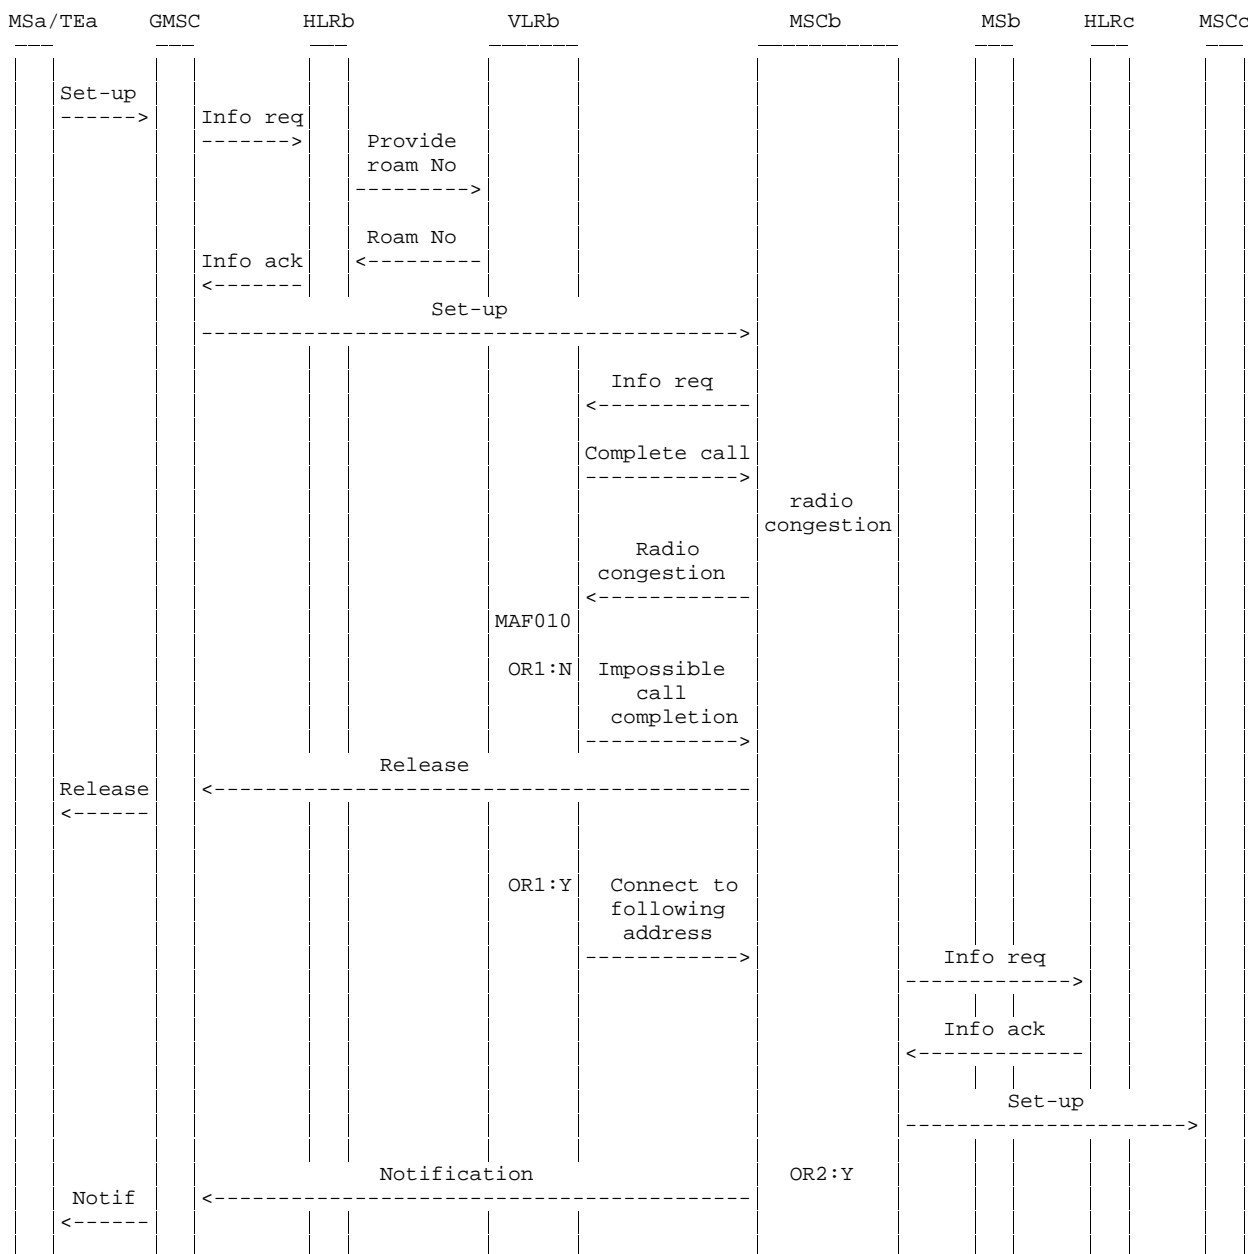 MSa/TEa GMSC HLRb VLRb MSCb MSb HLRc MSCc
Set-up
------> Info req
-------> Provide
roam No
--------->
Roam No
Info ack <---------
<-------
Set-up
------------------------------------------>
Info req
<------------
Complete call
------------>
radio
congestion
Radio
congestion
<------------
MAF010
OR1:N Impossible
call
completion
------------>
Release
Release <------------------------------------------
<------
OR1:Y Connect to
following
address
------------> Info req
------------->
Info ack
<-------------
Set-up
---------------------->
Notification OR2:Y
Notif <------------------------------------------
<------